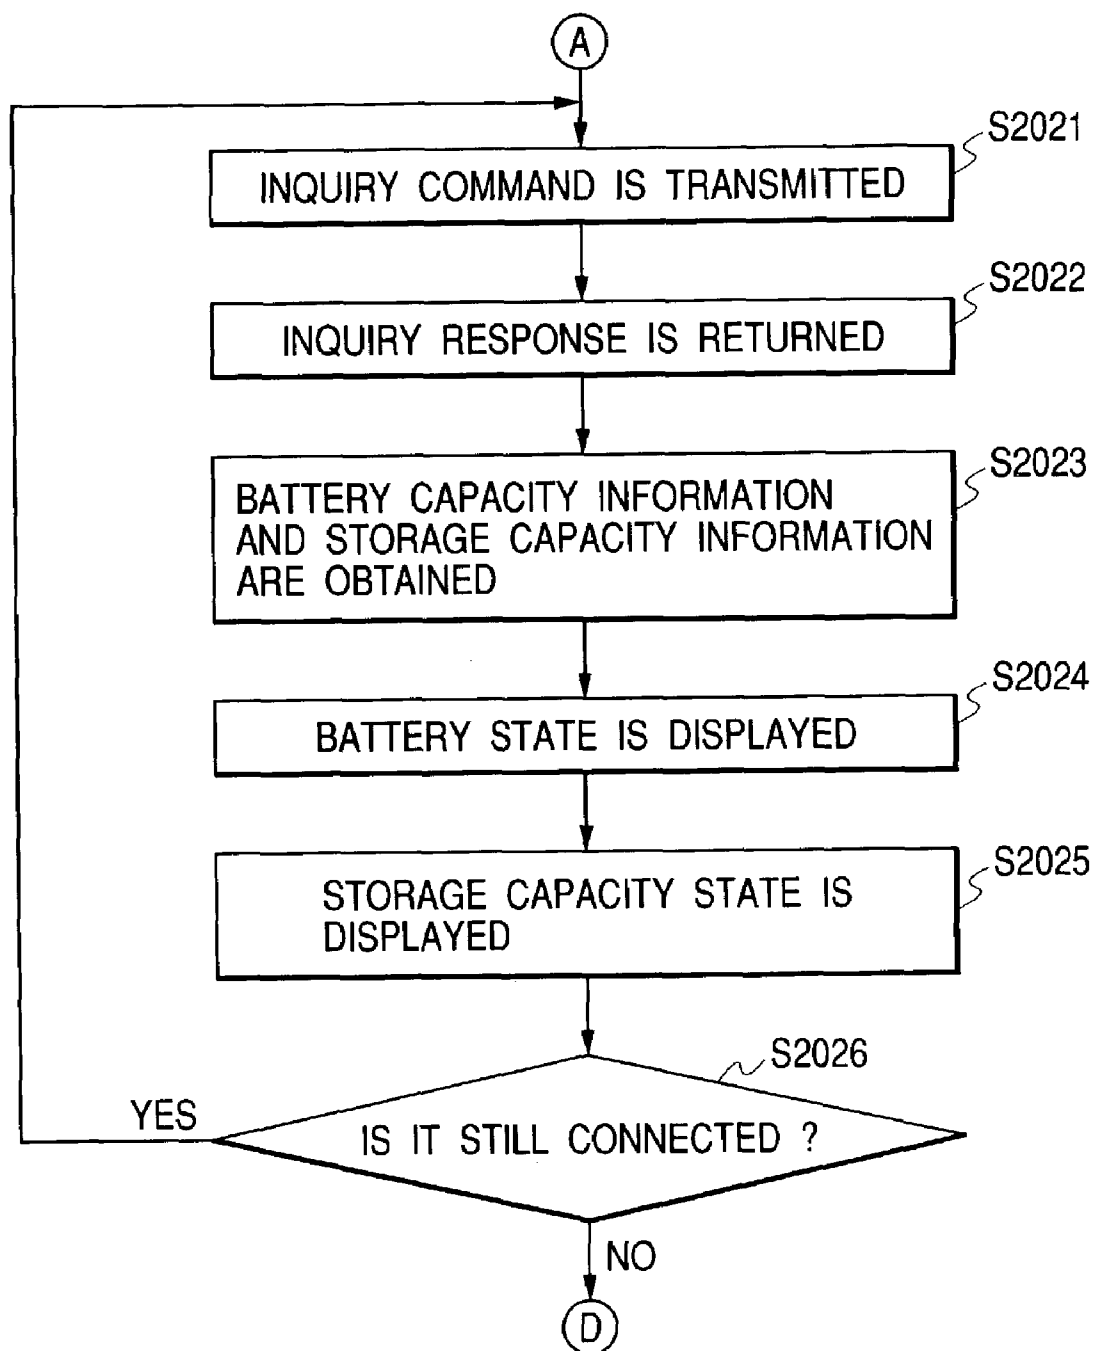 A
S2021
INQUIRY COMMAND IS TRANSMITTED
S2022
INQUIRY RESPONSE IS RETURNED
S2023
BATTERY CAPACITY INFORMATION
AND STORAGE CAPACITY INFORMATION
ARE OBTAINED
S2024
BATTERY STATE IS DISPLAYED
S2025
STORAGE CAPACITY STATE IS
DISPLAYED
S2026
YES
IS IT STILL CONNECTED ?
NO
D